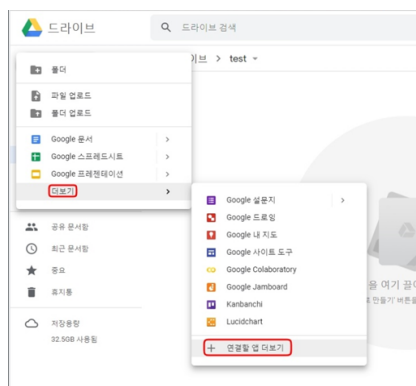 드라이브
드라이브 검색
이브 > test
폴더
파일 업로드
폴더 업로드
Google 문서
Google 스프레드시트
Google 프레젠테이션
더보기
Google 설문지
Google 드로잉
Google 내 지도
Google 사이트 도구
Google Colaboratory
Google Jamboard
Kanbanchi
Lucidchart
연결할 앱 더보기
공유 문서함
최근 문서함
중요
휴지통
저장용량
32.5GB 사용됨
을 여기 끌어
로 만들기' 버튼을